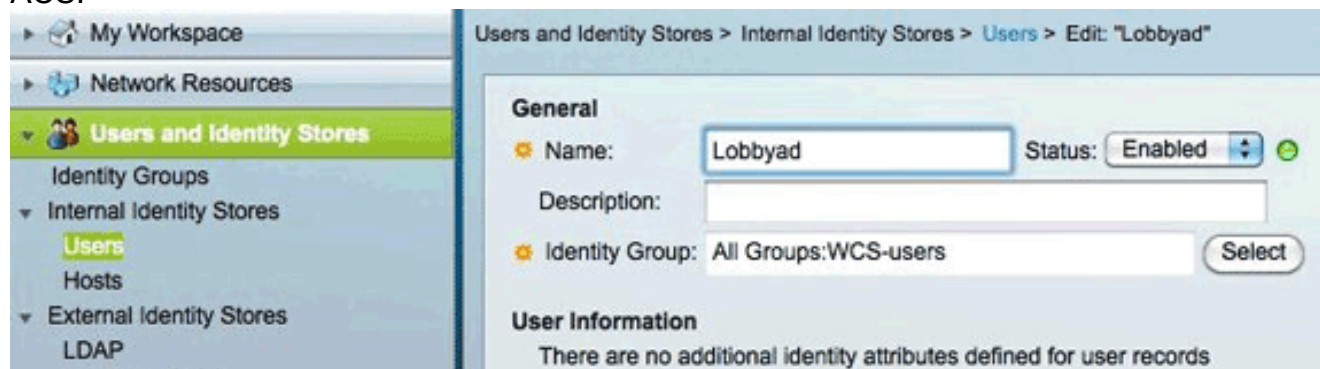 My Workspace
Network Resources
Users and Identity Stores
Identity Groups
Internal Identity Stores
Users
Hosts
External Identity Stores
LDAP
Users and Identity Stores > Internal Identity Stores > Users > Edit: "Lobbyad"
General
Name: Lobbyad Status: Enabled
Description:
Identity Group: All Groups:WCS-users Select
User Information
There are no additional identity attributes defined for user records